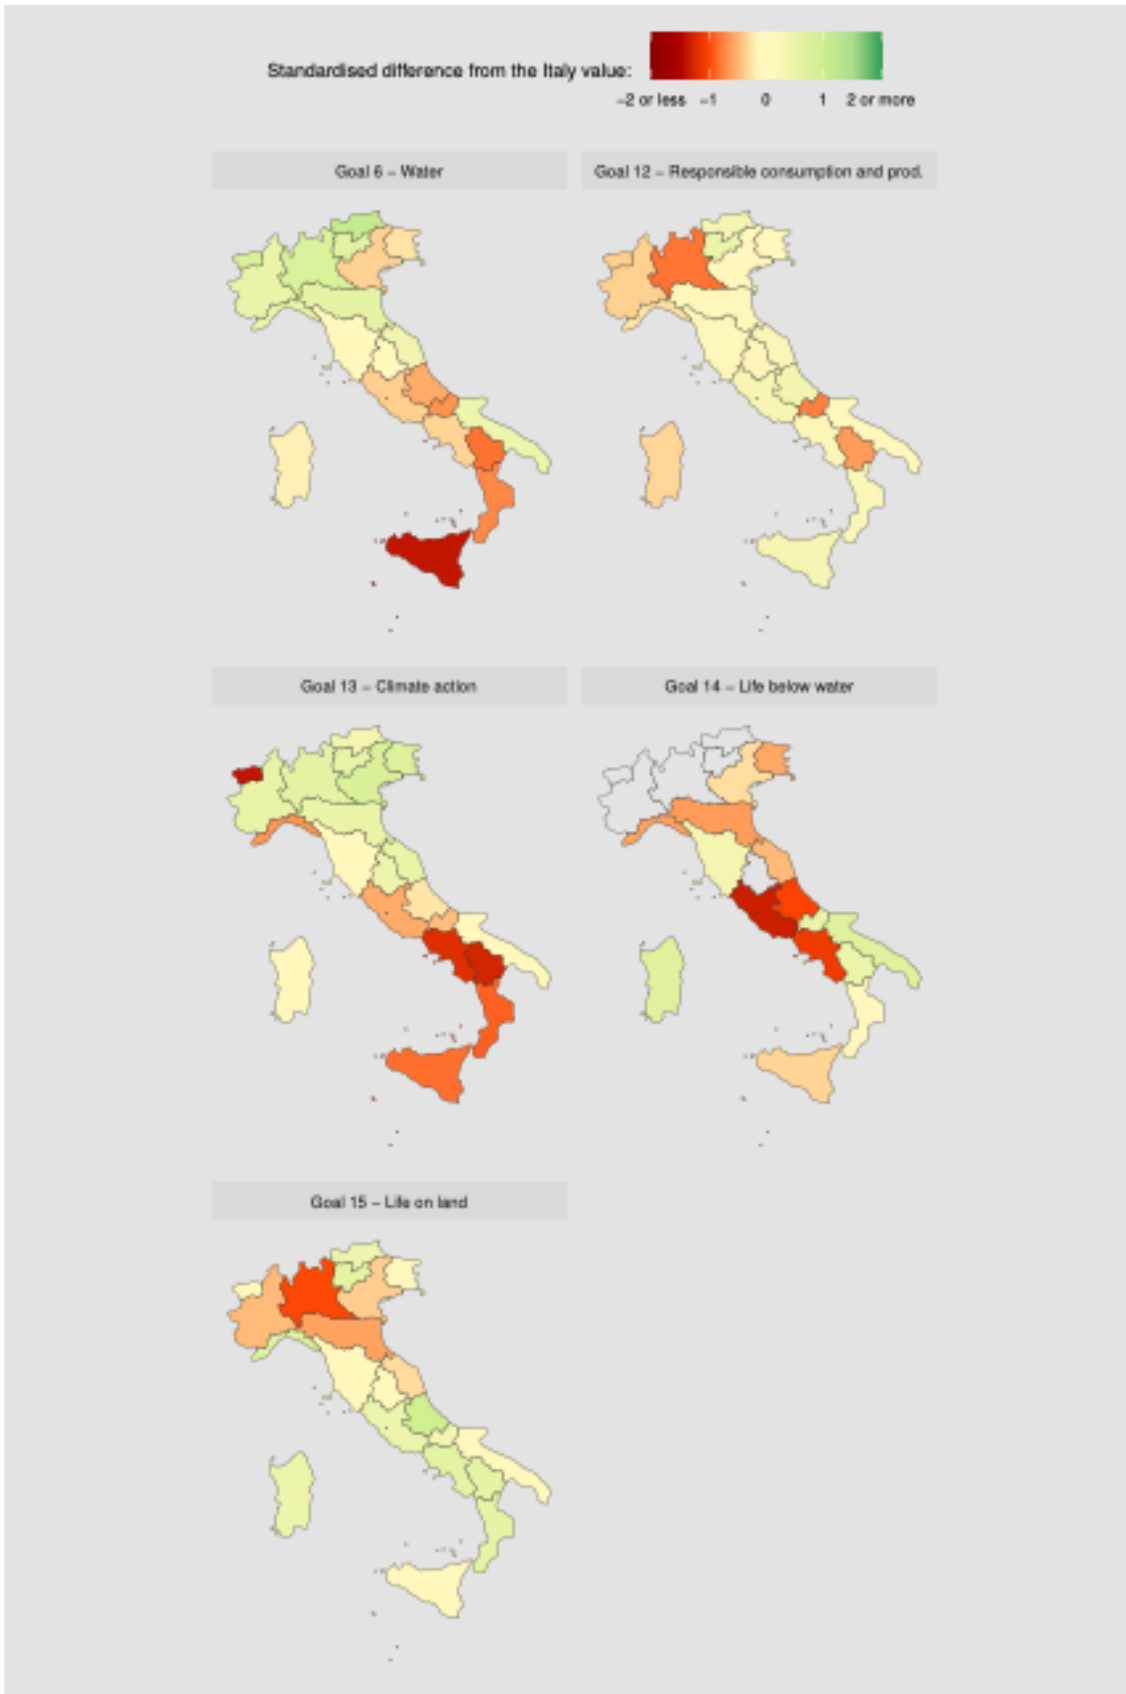 Standardised difference from the Italy value:
−2 or less −1 0 1 2 or more
Goal 6 − Water
Goal 12 − Responsible consumption and prod.
Goal 13 − Climate action
Goal 14 − Life below water
Goal 15 − Life on land